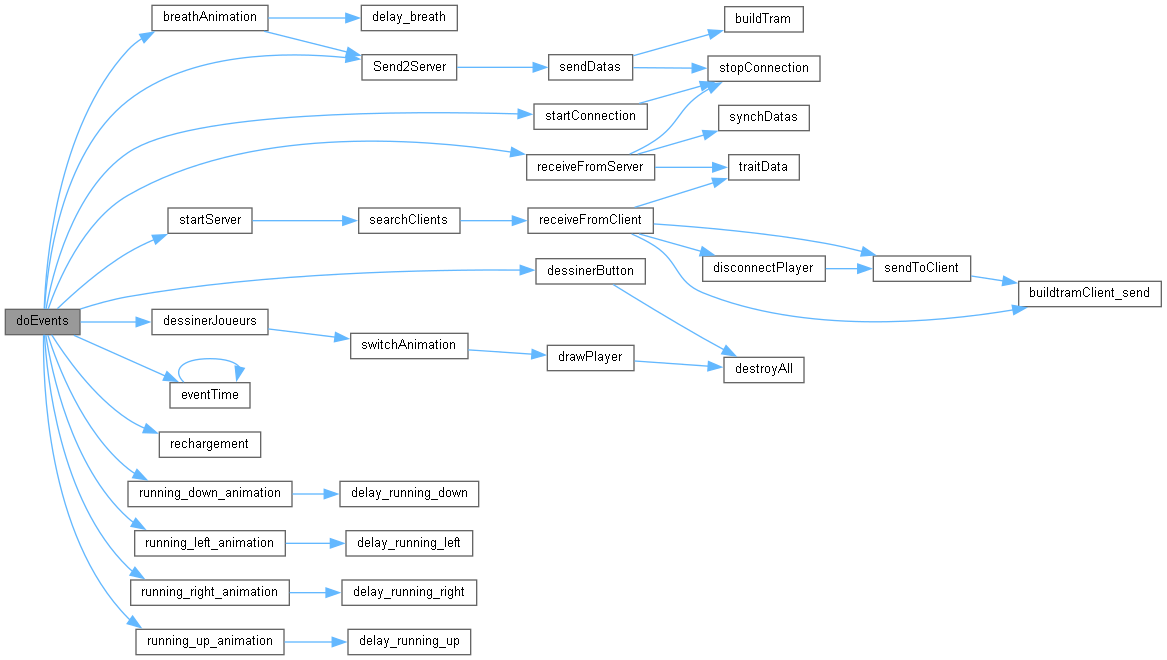 breathAnimation
delay_breath
buildTram
Send2Server
sendDatas
stopConnection
startConnection
synchDatas
receiveFromServer
traitData
startServer
searchClients
receiveFromClient
dessinerButton
disconnectPlayer
sendToClient
buildtramClient_send
doEvents
dessinerJoueurs
switchAnimation
drawPlayer
destroyAll
eventTime
rechargement
running_down_animation
delay_running_down
running_left_animation
delay_running_left
running_right_animation
delay_running_right
running_up_animation
delay_running_up